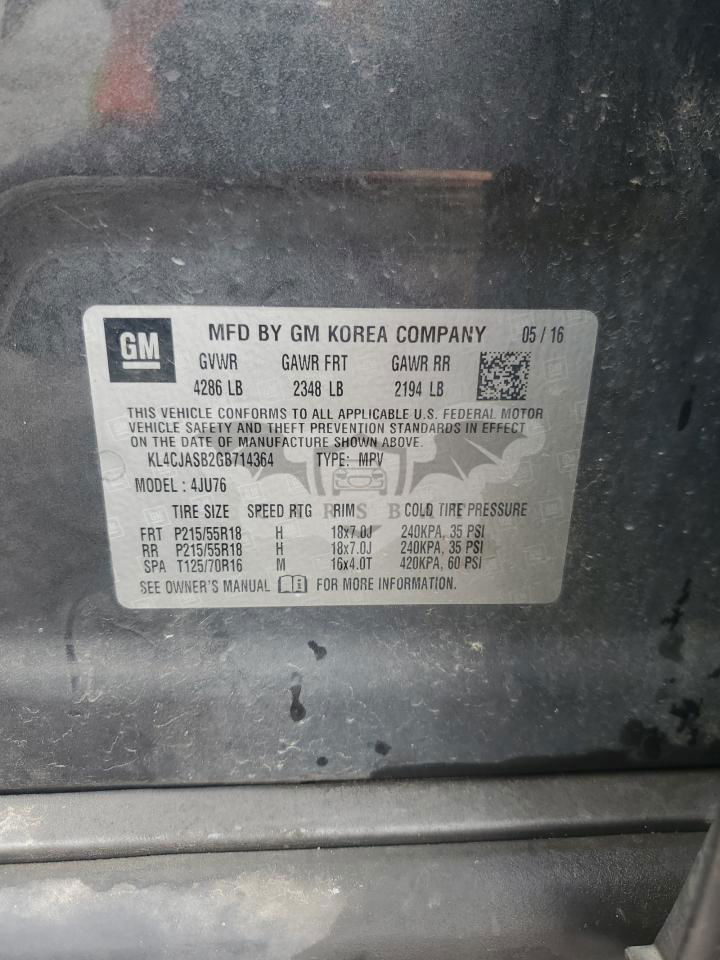 GM
MFD BY GM KOREA COMPANY 05 / 16
GVWR GAWR FRT GAWR RR
4286 LB 2348 LB 2194 LB
THIS VEHICLE CONFORMS TO ALL APPLICABLE U.S. FEDERAL MOTOR
VEHICLE SAFETY AND THEFT PREVENTION STANDARDS IN EFFECT
ON THE DATE OF MANUFACTURE SHOWN ABOVE.
KL4CJASB2GB714364 TYPE: MPV
MODEL : 4JU76
TIRE SIZE SPEED RTG RIM COLD TIRE PRESSURE
FRT P215/55R18 H 18x7.0J 240KPA, 35 PSI
RR P215/55R18 H 18x7.0J 240KPA, 35 PSI
SPA T125/70R16 M 16x4.0T 420KPA, 60 PSI
SEE OWNER'S MANUAL FOR MORE INFORMATION.